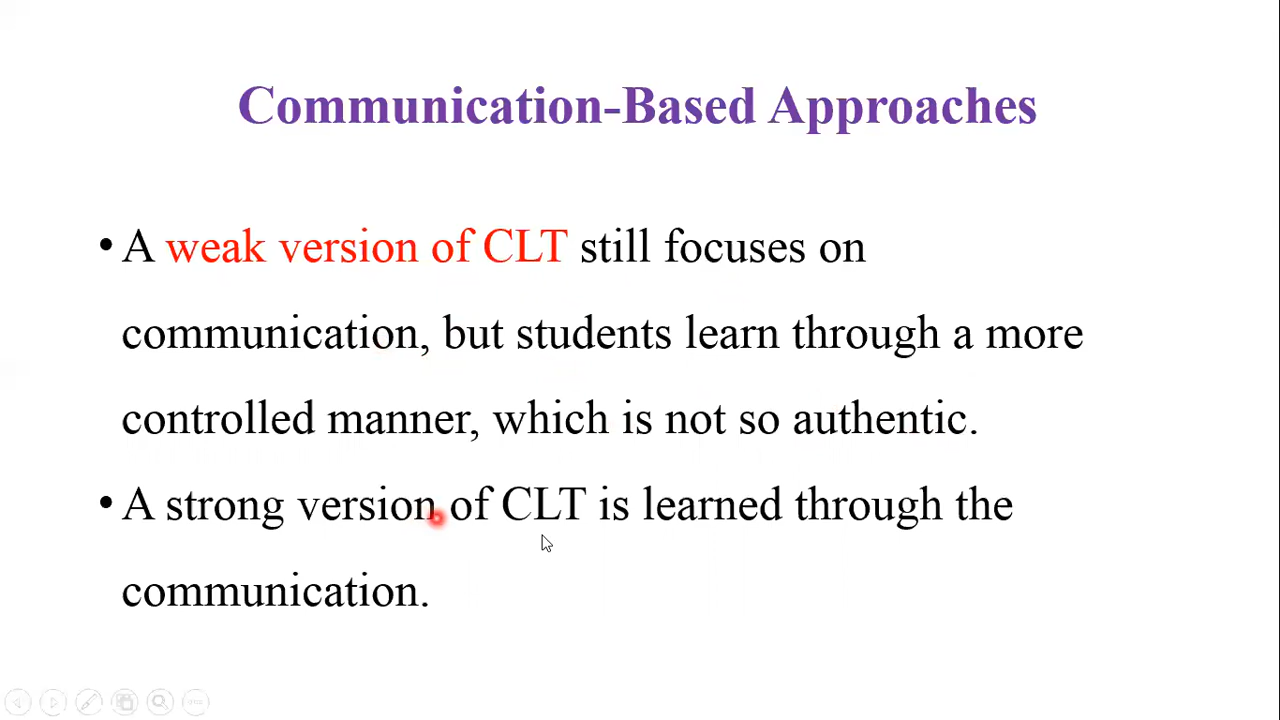 Communication-Based Approaches
• A weak version of CLT still focuses on
communication, but students learn through a more
controlled manner, which is not so authentic.
• A strong version of CLT is learned through the
communication.